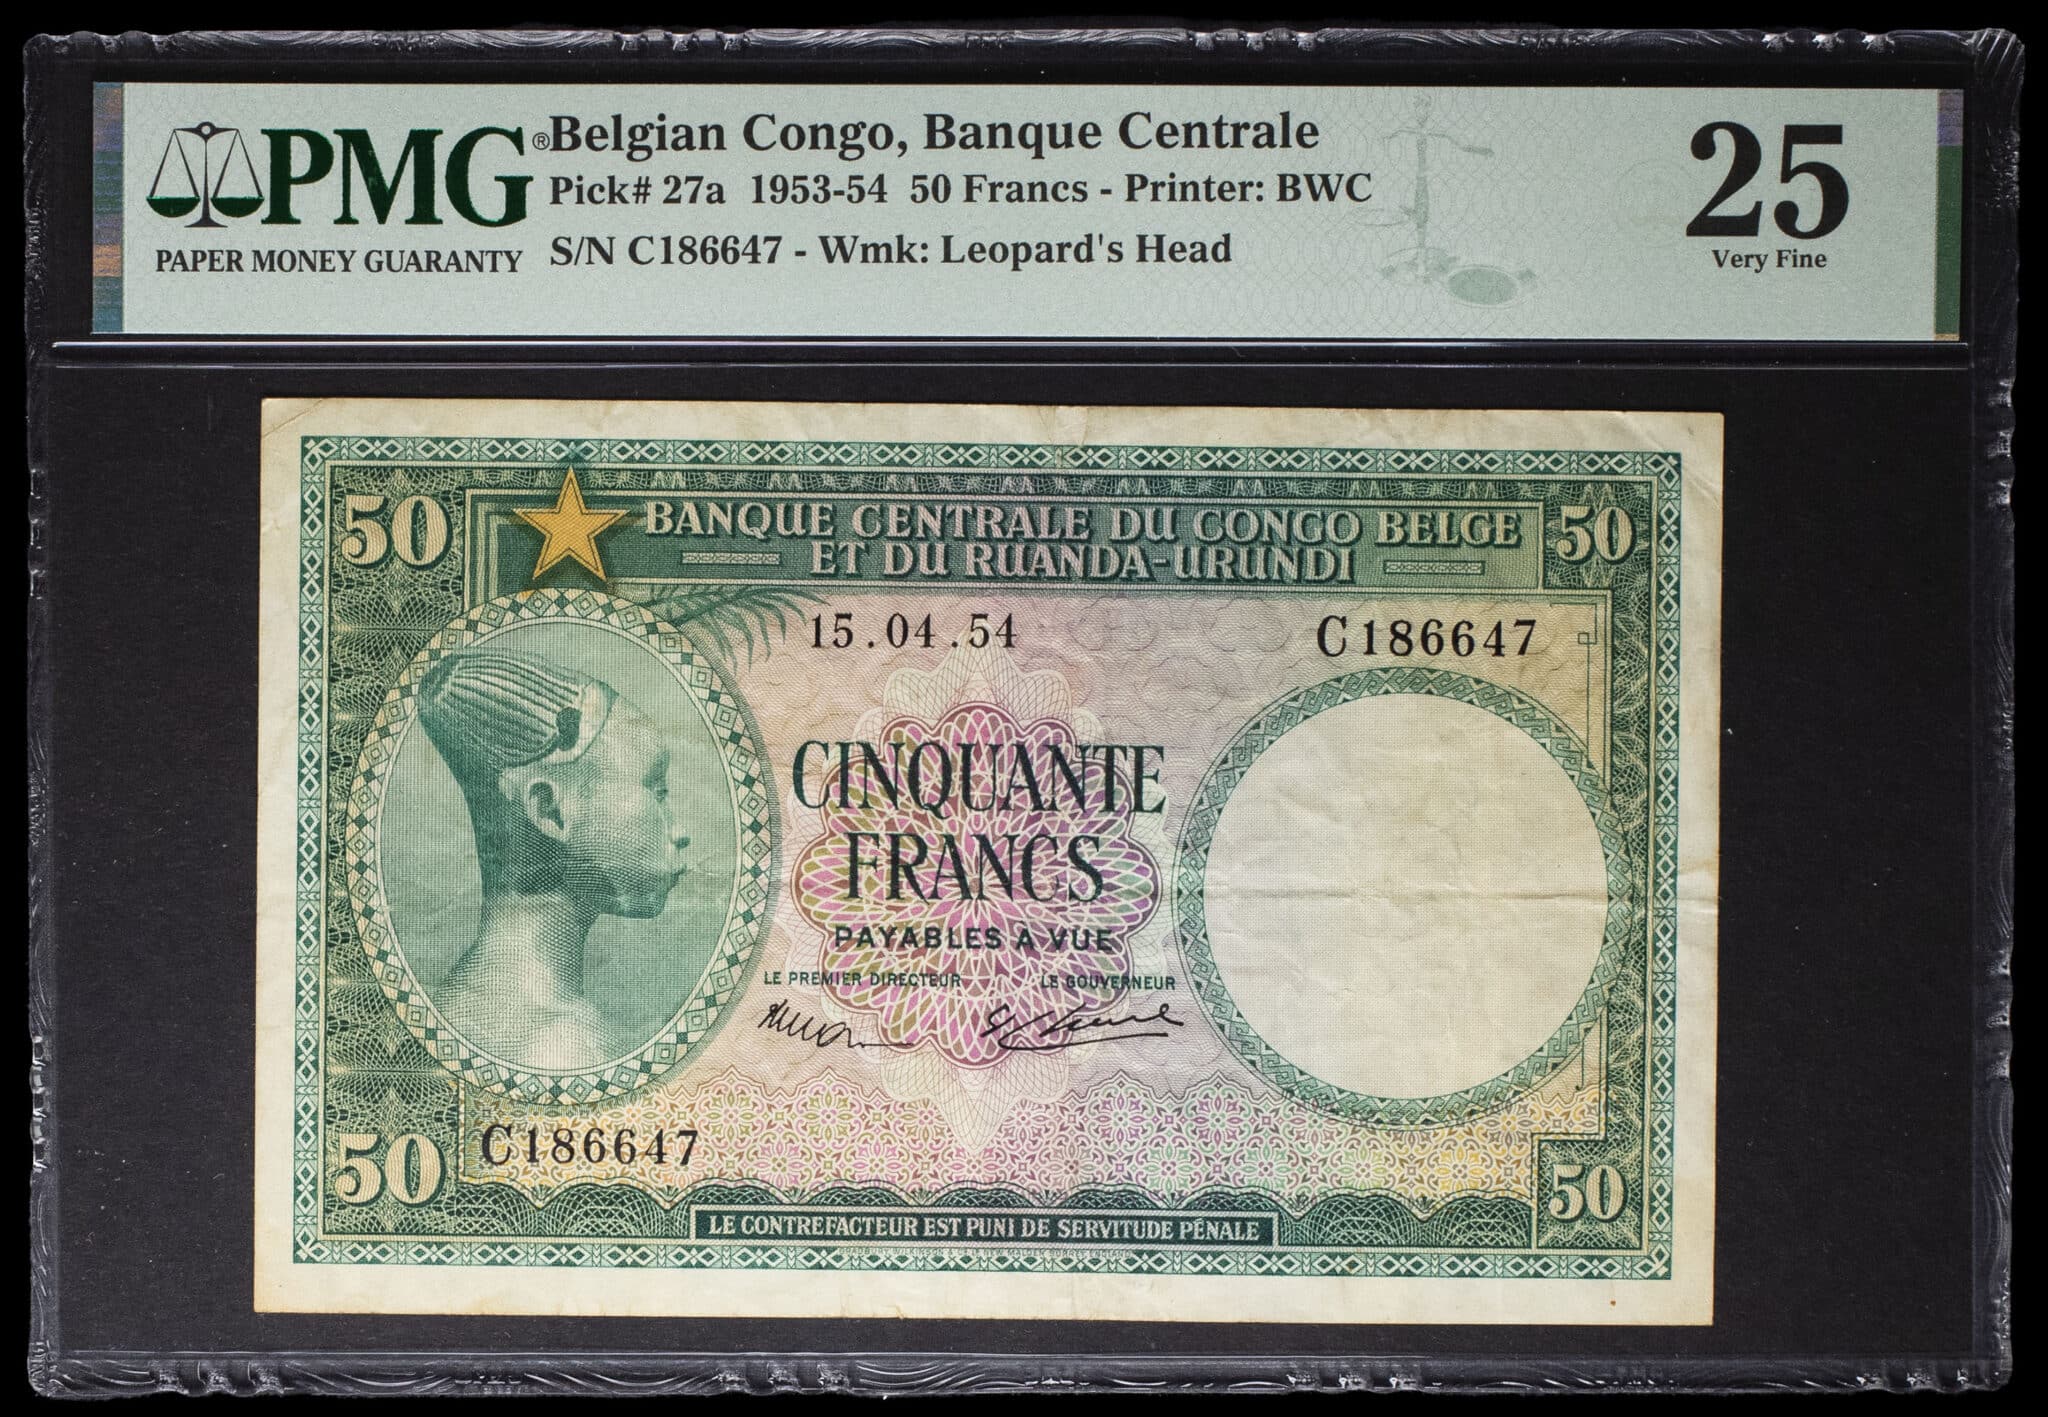 PMG®
PAPER MONEY GUARANTY
Belgian Congo, Banque Centrale
Pick# 27a 1953-54 50 Francs - Printer: BWC
S/N C186647 - Wmk: Leopard's Head
25
Very Fine
50
BANQUE CENTRALE DU CONGO BELGE
ET DU RUANDA-URUNDI
50
15.04.54
C186647
CINQUANTE
FRANCS
PAYABLES A VUE
LE PREMIER DIRECTEUR
LE GOUVERNEUR
C186647
50
50
LE CONTREFACTEUR EST PUNI DE SERVITUDE PÉNALE